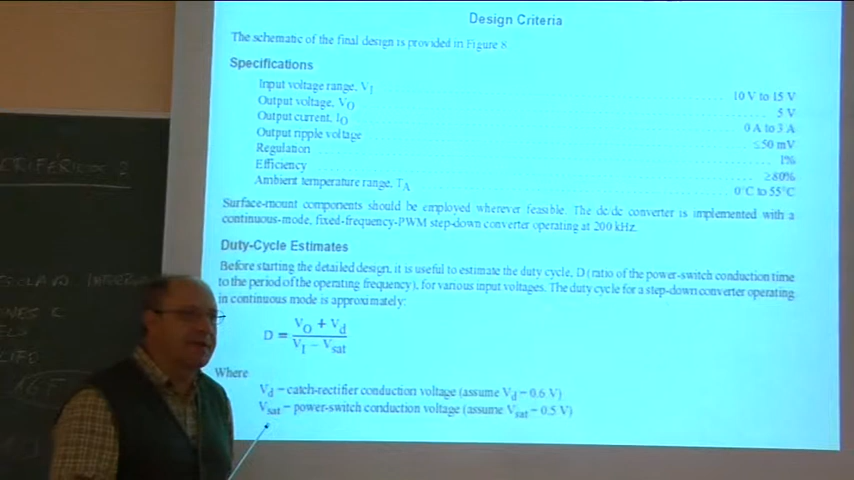 Design Criteria
The schematic of the final design is provided in Figure 8.
Specifications
Input voltage range, VI 10 V to 15 V
Output voltage, VO 5 V
Output current, IO 0 A to 3 A
Output ripple voltage ≤50 mV
Regulation 1%
Efficiency ≥80%
Ambient temperature range, TA 0°C to 55°C
Surface-mount components should be employed wherever feasible. The dc/dc converter is implemented with a
continuous-mode, fixed-frequency-PWM step-down converter operating at 200 kHz.
Duty-Cycle Estimates
Before starting the detailed design, it is useful to estimate the duty cycle, D (ratio of the power-switch conduction time
to the period of the operating frequency), for various input voltages. The duty cycle for a step-down converter operating
in continuous mode is approximately:
D = (VO + Vd) / (VI − Vsat)
Where
Vd = catch-rectifier conduction voltage (assume Vd = 0.6 V)
Vsat = power-switch conduction voltage (assume Vsat = 0.5 V)